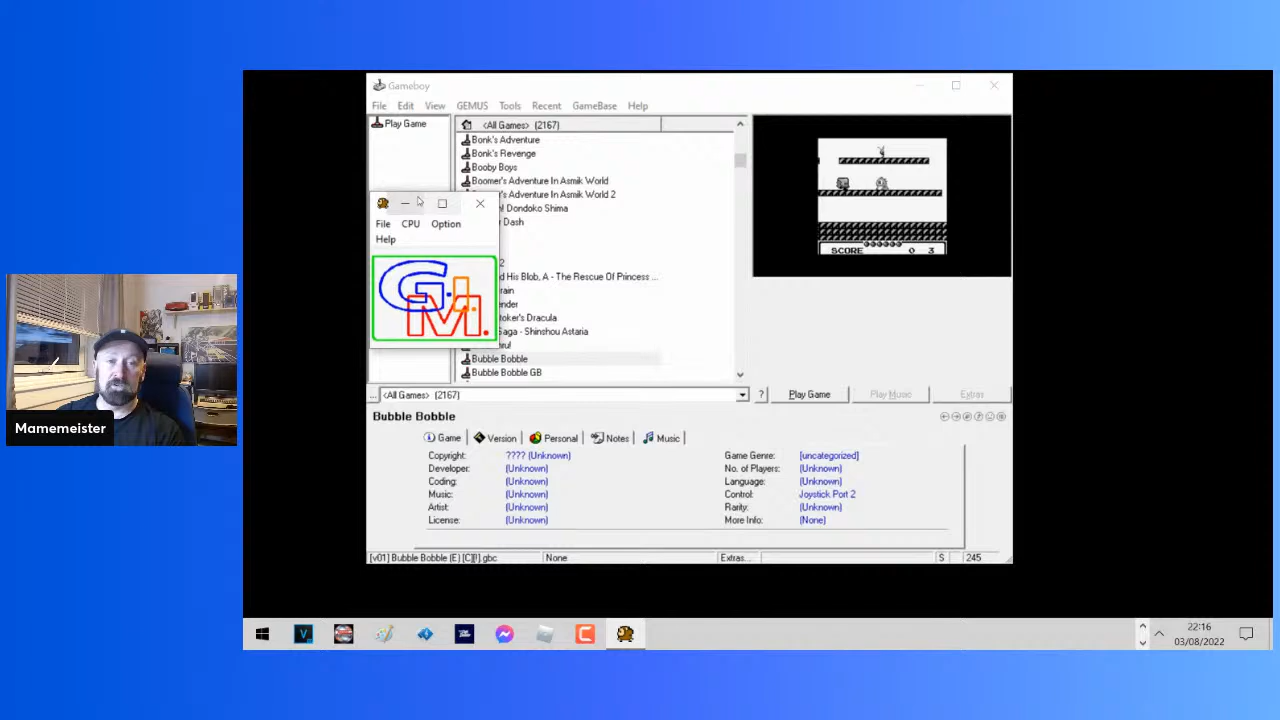 Gameboy
File Edit View GEMUS Tools Recent GameBase Help
Play Game
<All Games> (2167)
Bonk's Adventure
Bonk's Revenge
Booby Boys
Boomer's Adventure In Asmik World
Boomer's Adventure In Asmik World 2
! Dondoko Shima
Dash
2
d His Blob, A - The Rescue Of Princess ...
rain
ender
toker's Dracula
Saga - Shinshou Astaria
Bubble Bobble
Bubble Bobble GB
File CPU Option
Help
G.I.
M.
SCORE 0 3
... <All Games> (2167)
? Play Game Play Music Extras
Bubble Bobble
Game Version Personal Notes Music
Copyright: ???? (Unknown)
Developer: (Unknown)
Coding: (Unknown)
Music: (Unknown)
Artist: (Unknown)
License: (Unknown)
Game Genre: [uncategorized]
No. of Players: (Unknown)
Language: (Unknown)
Control: Joystick Port 2
Rarity: (Unknown)
More Info: (None)
[v01] Bubble Bobble (E) [C][!].gbc None Extras... S 245
Mamemeister
V
22:16
03/08/2022